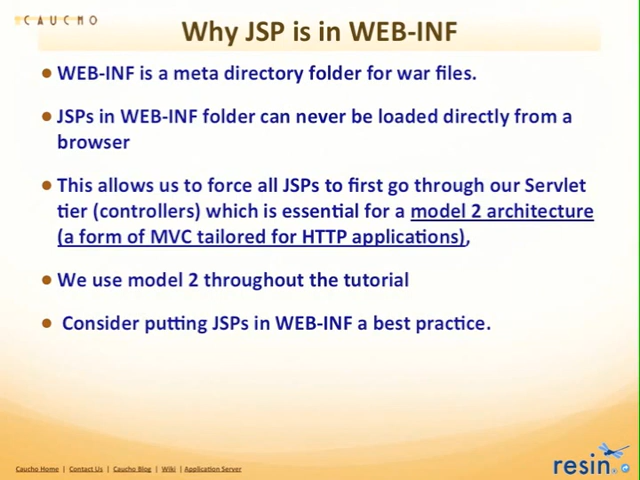 CAUCHO
Why JSP is in WEB-INF
● WEB-INF is a meta directory folder for war files.
● JSPs in WEB-INF folder can never be loaded directly from a
browser
● This allows us to force all JSPs to first go through our Servlet
tier (controllers) which is essential for a model 2 architecture
(a form of MVC tailored for HTTP applications),
● We use model 2 throughout the tutorial
● Consider putting JSPs in WEB-INF a best practice.
Caucho Home | Contact Us | Caucho Blog | Wiki | Application Server
resin